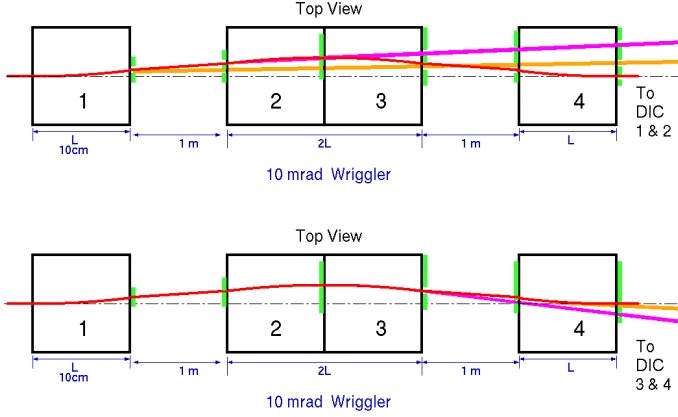 Top View
1
2
3
4
To
DIC
1 & 2
L
10cm
1 m
2L
1 m
L
10 mrad Wriggler
Top View
1
2
3
4
To
DIC
3 & 4
L
10cm
1 m
2L
1 m
L
10 mrad Wriggler